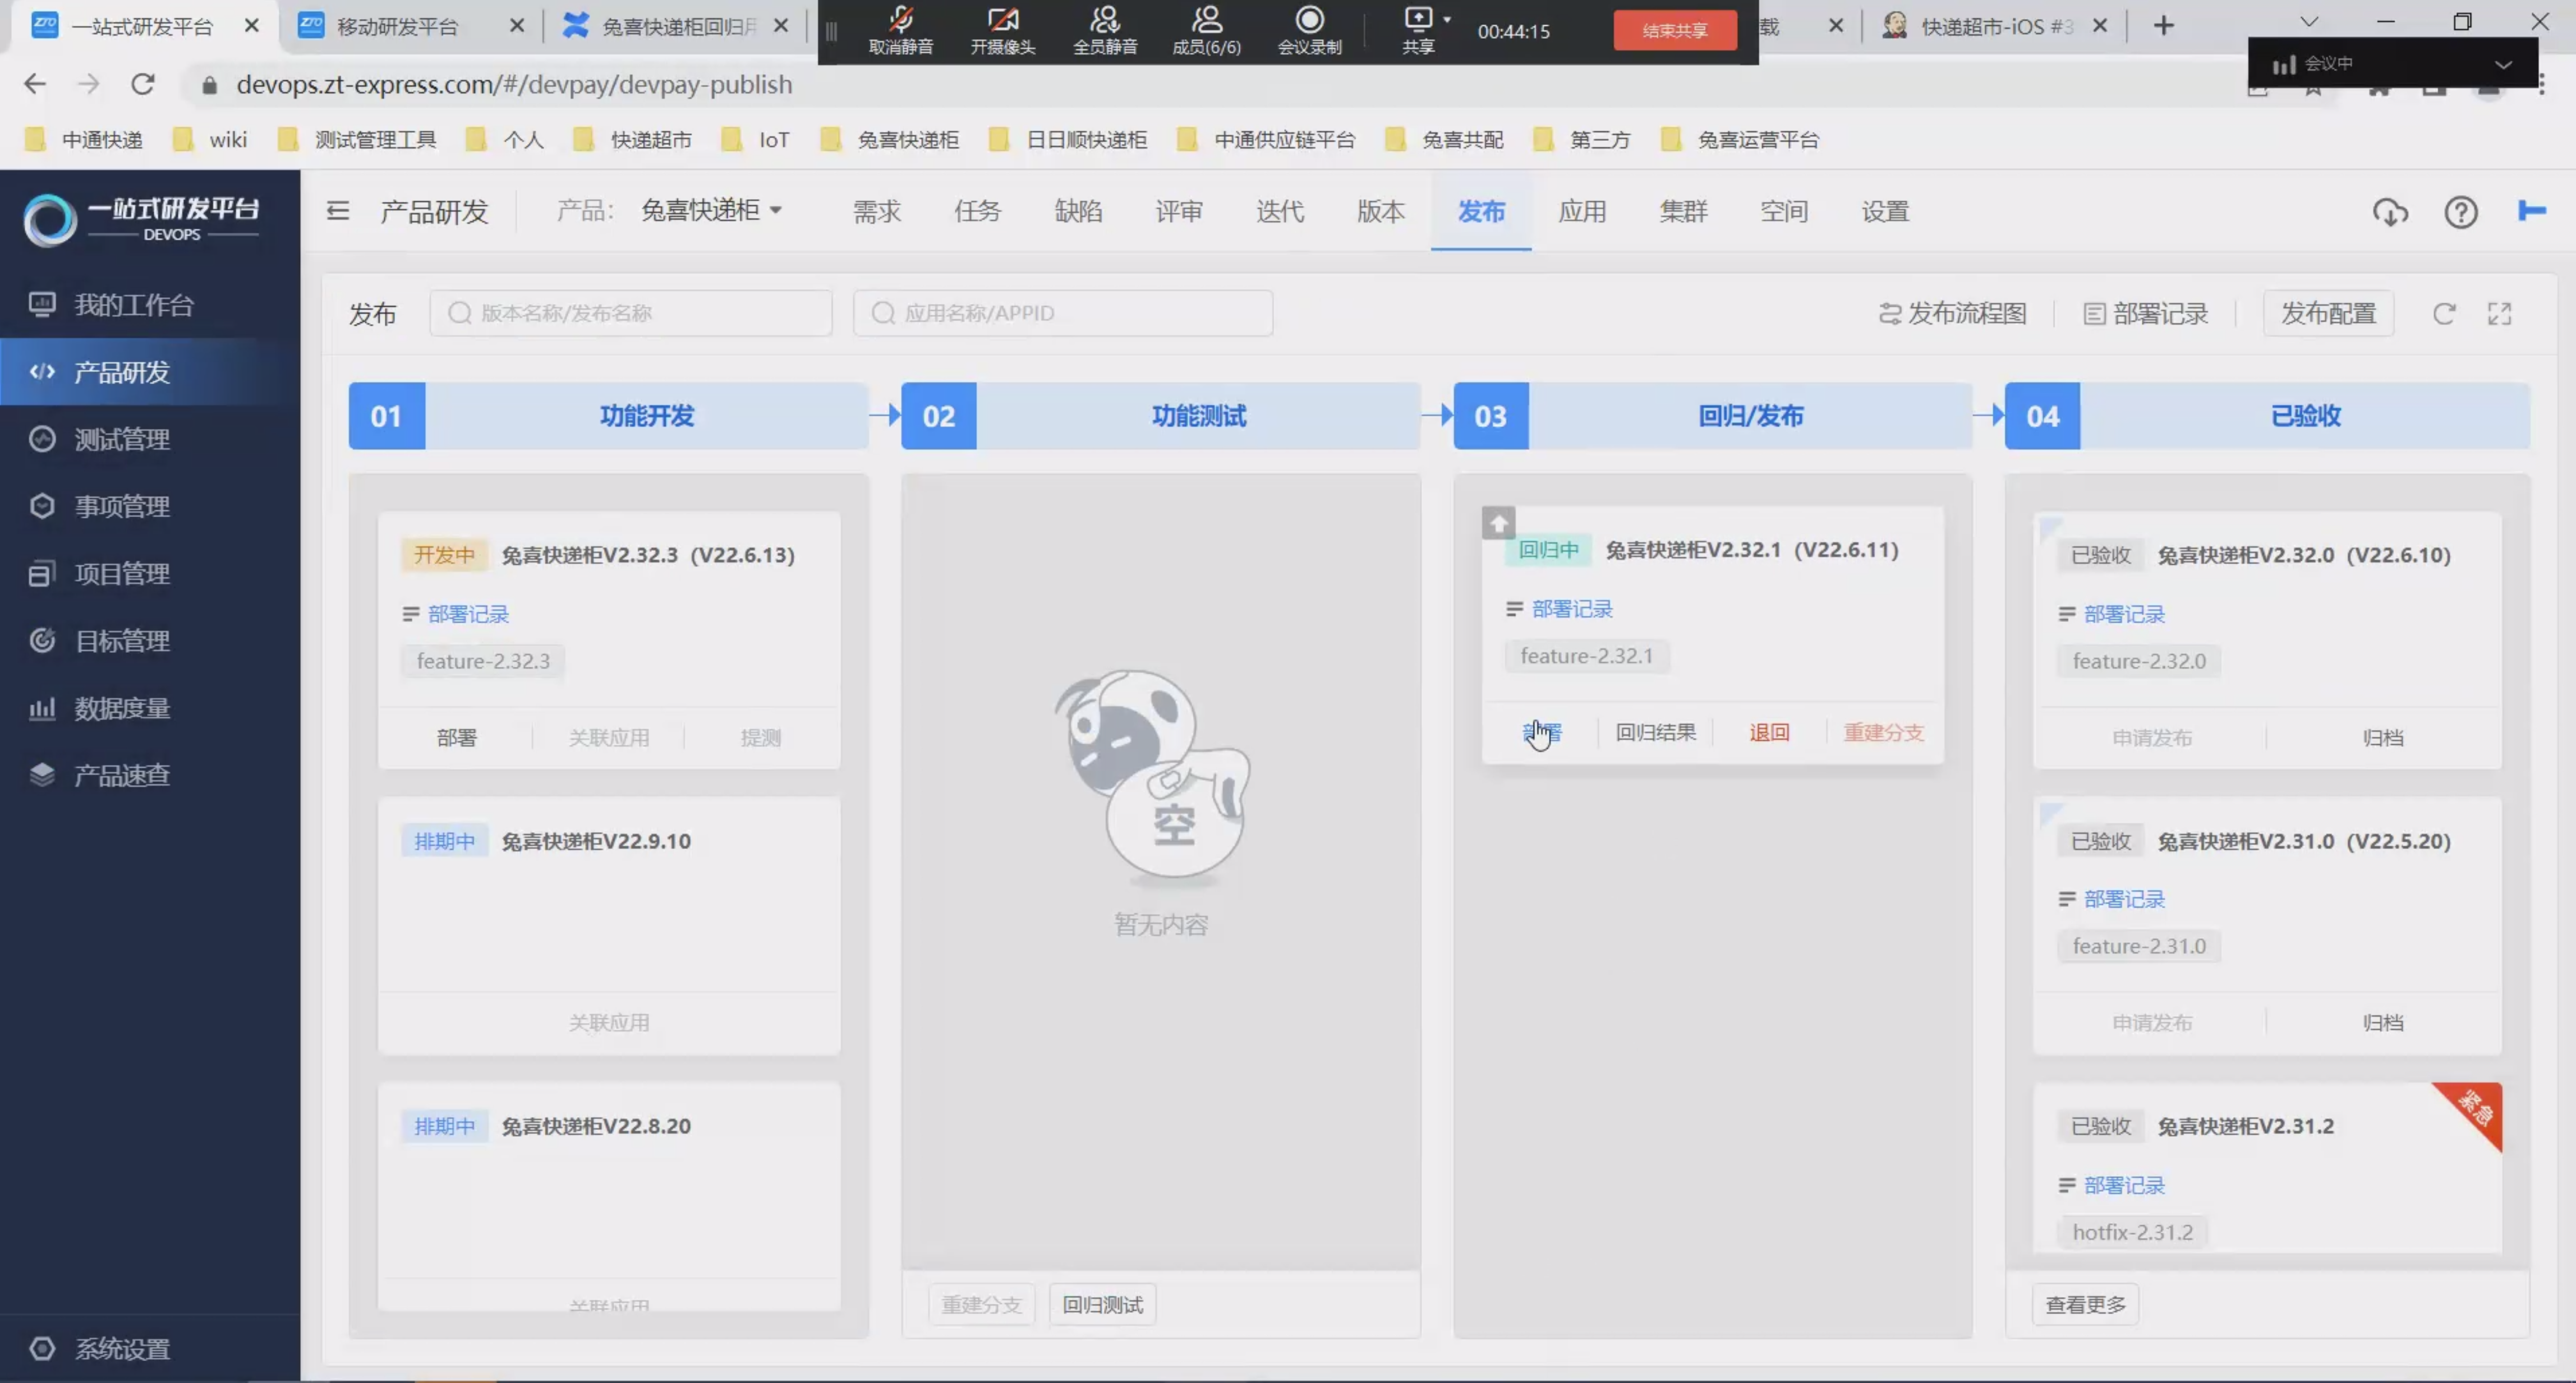 一站式研发平台
移动研发平台
兔喜快递柜回归用
取消静音
开摄像头
全员静音
成员(6/6)
会议录制
共享
00:44:15
结束共享
载
快递超市-iOS #3
会议中
devops.zt-express.com/#/devpay/devpay-publish
中通快递
wiki
测试管理工具
个人
快递超市
IoT
兔喜快递柜
日日顺快递柜
中通供应链平台
兔喜共配
第三方
兔喜运营平台
一站式研发平台
DEVOPS
产品研发
产品：
兔喜快递柜
需求
任务
缺陷
评审
迭代
版本
发布
应用
集群
空间
设置
我的工作台
产品研发
测试管理
事项管理
项目管理
目标管理
数据度量
产品速查
系统设置
发布
版本名称/发布名称
应用名称/APPID
发布流程图
部署记录
发布配置
01
功能开发
02
功能测试
03
回归/发布
04
已验收
开发中
兔喜快递柜V2.32.3（V22.6.13）
部署记录
feature-2.32.3
部署
关联应用
提测
排期中
兔喜快递柜V22.9.10
关联应用
排期中
兔喜快递柜V22.8.20
关联应用
空
暂无内容
重建分支
回归测试
回归中
兔喜快递柜V2.32.1（V22.6.11）
部署记录
feature-2.32.1
部署
回归结果
退回
重建分支
已验收
兔喜快递柜V2.32.0（V22.6.10）
部署记录
feature-2.32.0
申请发布
归档
已验收
兔喜快递柜V2.31.0（V22.5.20）
部署记录
feature-2.31.0
申请发布
归档
紧急
已验收
兔喜快递柜V2.31.2
部署记录
hotfix-2.31.2
查看更多